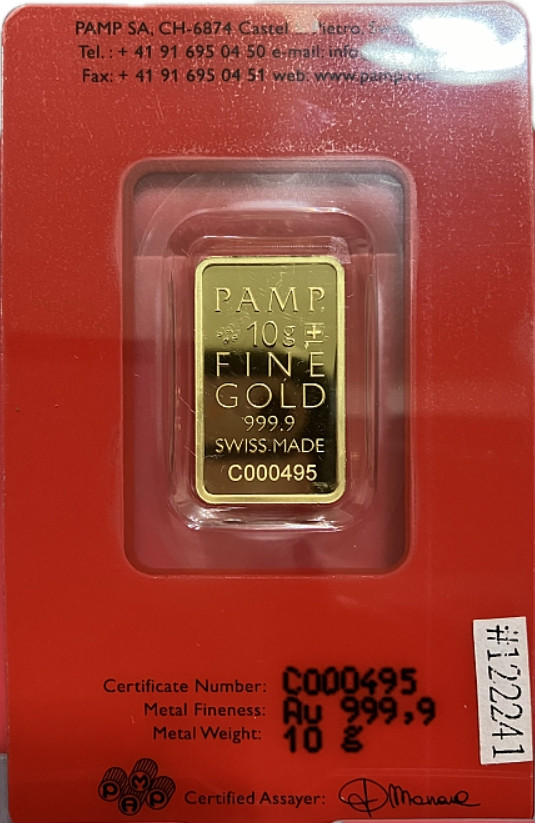 PAMP SA, CH-6874 Castel Pietro,
Tel.: + 41 91 695 04 50 e-mail: info
Fax: + 41 91 695 04 51 web: www.pamp.
PAMP
10g
FINE
GOLD
999.9
SWISS MADE
C000495
#122241
Certificate Number: C000495
Metal Fineness: Au 999,9
Metal Weight: 10 g
PAMP
Certified Assayer: